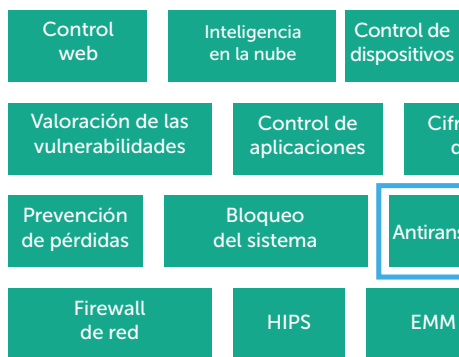 Control
web
Inteligencia
en la nube
Control de
dispositivos
Valoración de las
vulnerabilidades
Control de
aplicaciones
Prevención
de pérdidas
Bloqueo
del sistema
Firewall
de red
HIPS
EMM